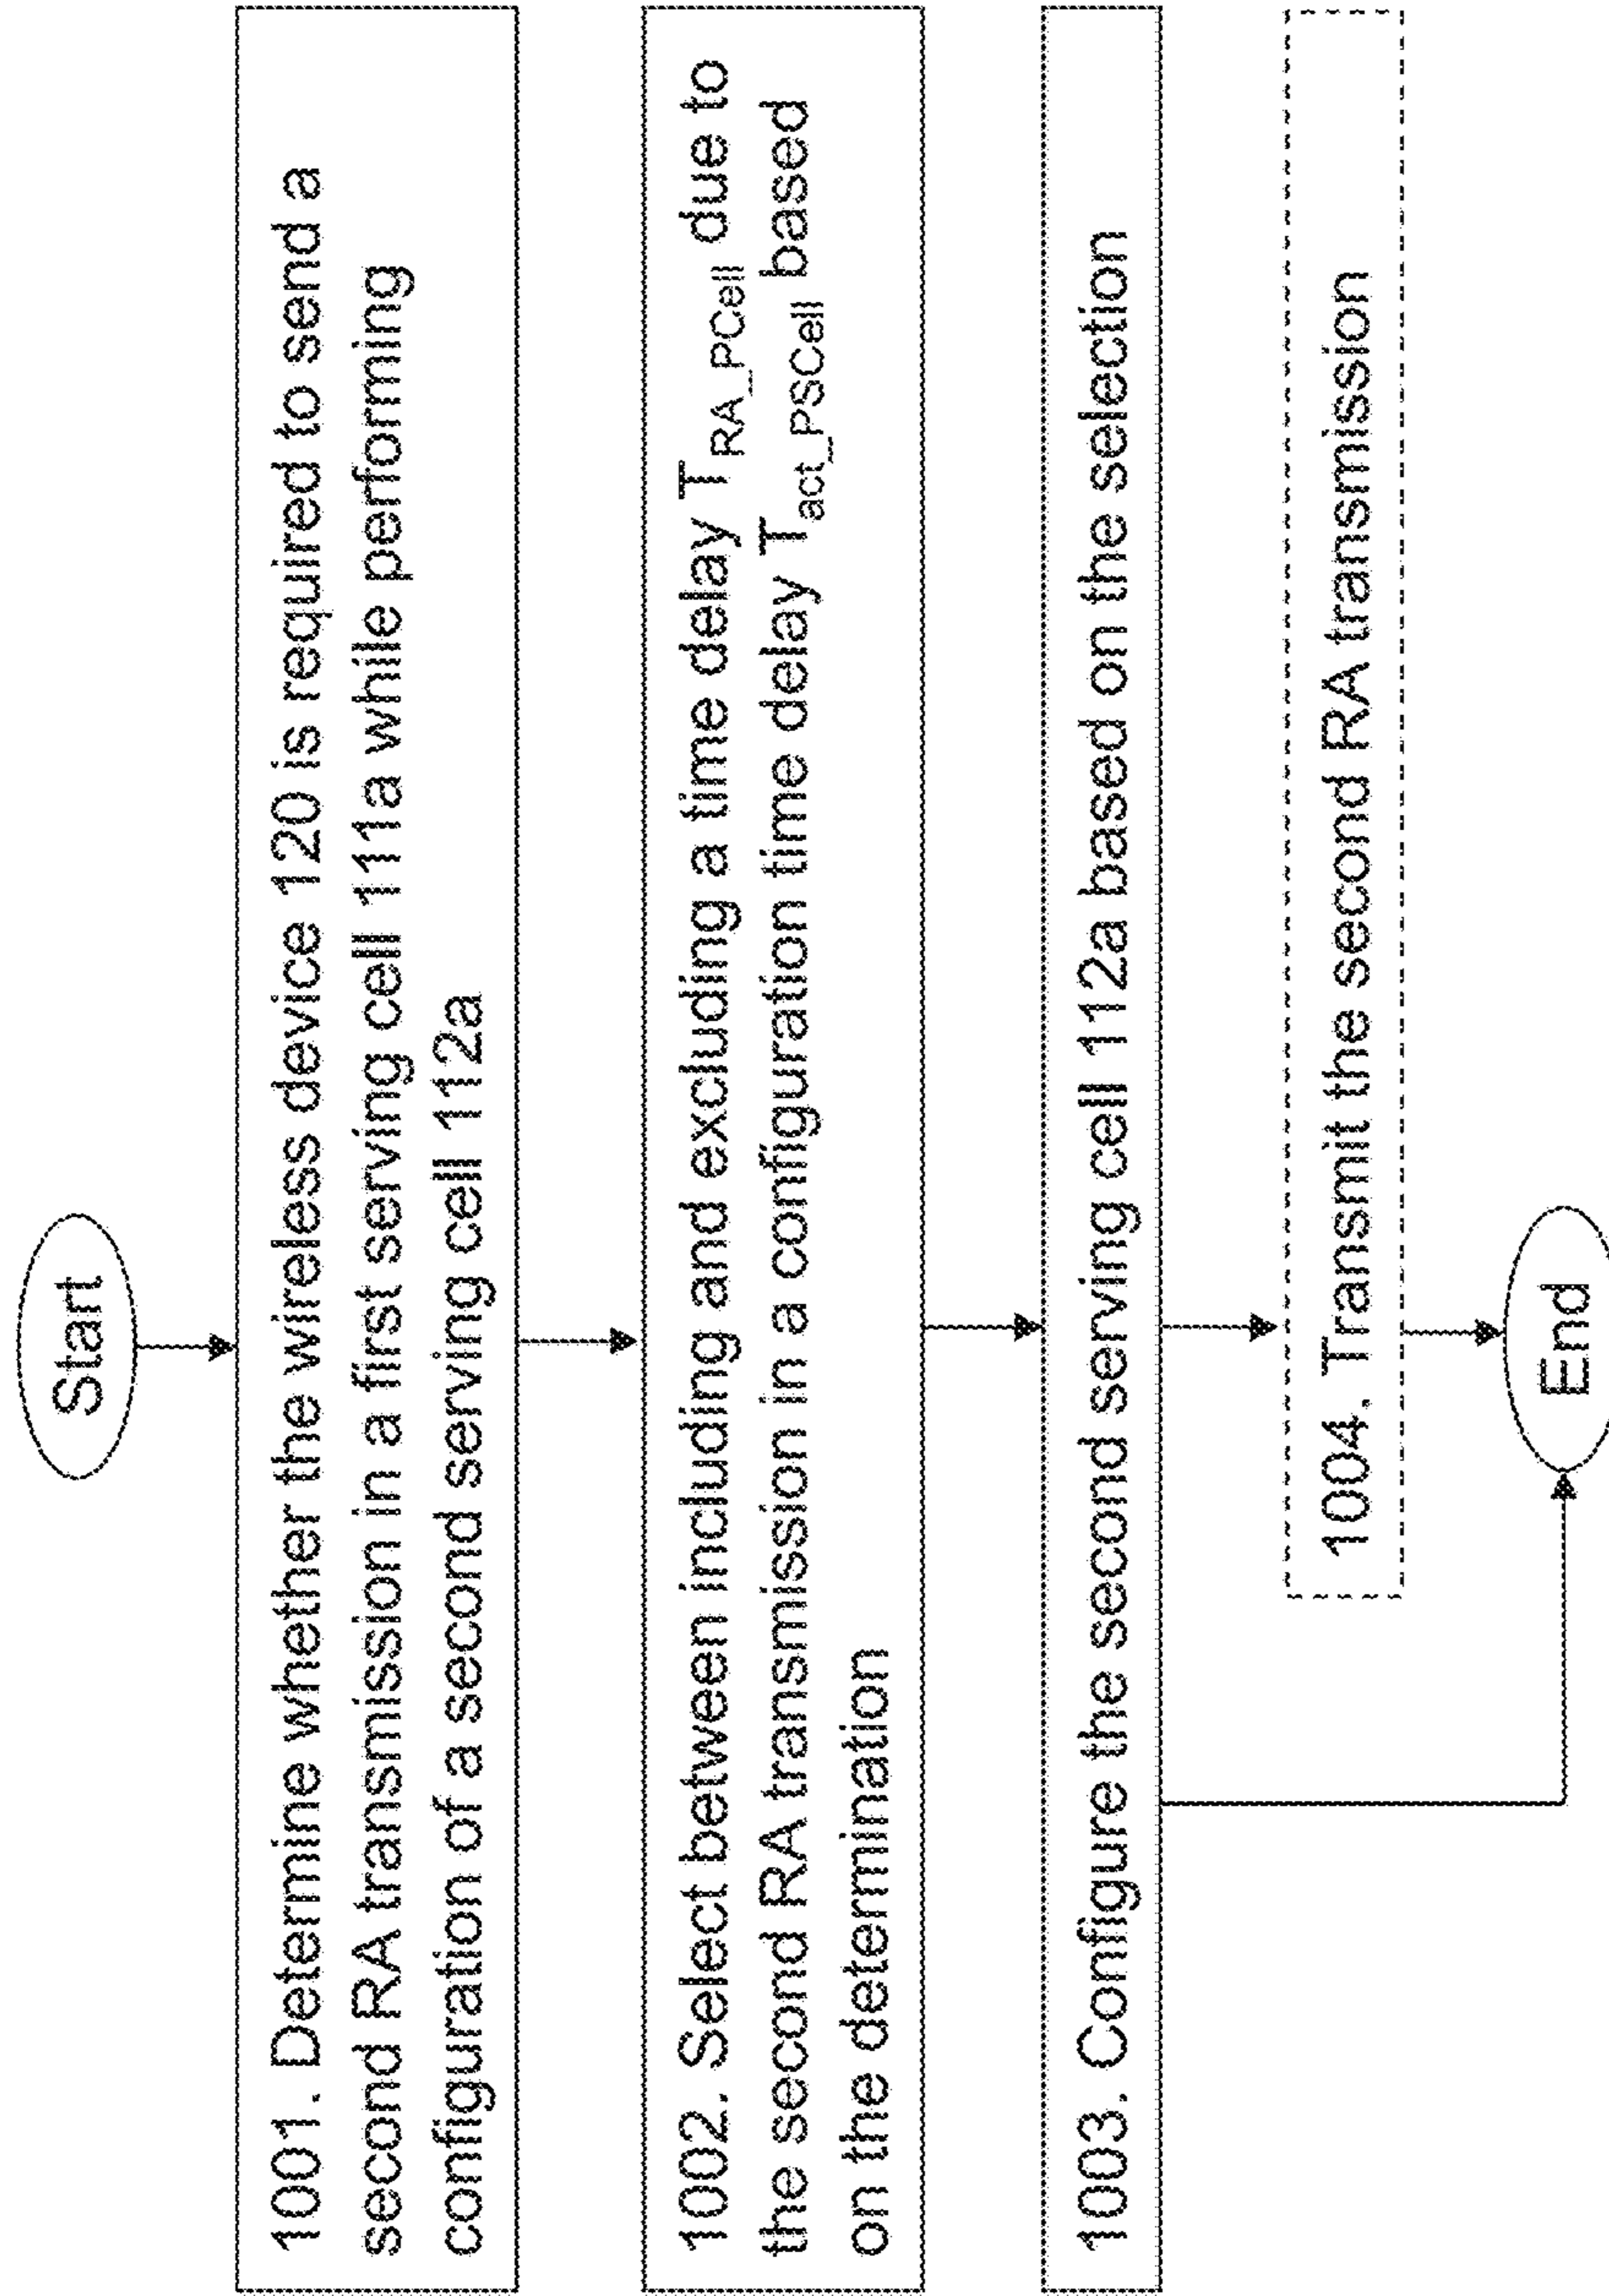 Start
1001. Determine whether the wireless device 120 is required to send a
second RA transmission in a first serving cell 111a while performing
configuration of a second serving cell 112a
1002. Select between including and excluding a time delay T_RA_PCell due to
the second RA transmission in a configuration time delay T_act_PSCell based
on the determination
1003. Configure the second serving cell 112a based on the selection
1004. Transmit the second RA transmission
End